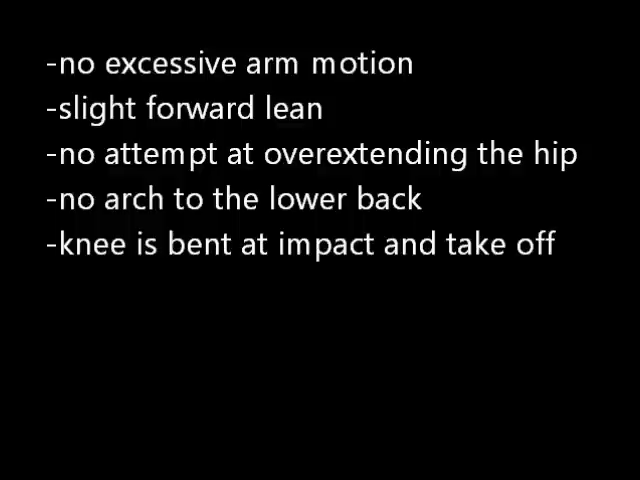 -no excessive arm motion
-slight forward lean
-no attempt at overextending the hip
-no arch to the lower back
-knee is bent at impact and take off